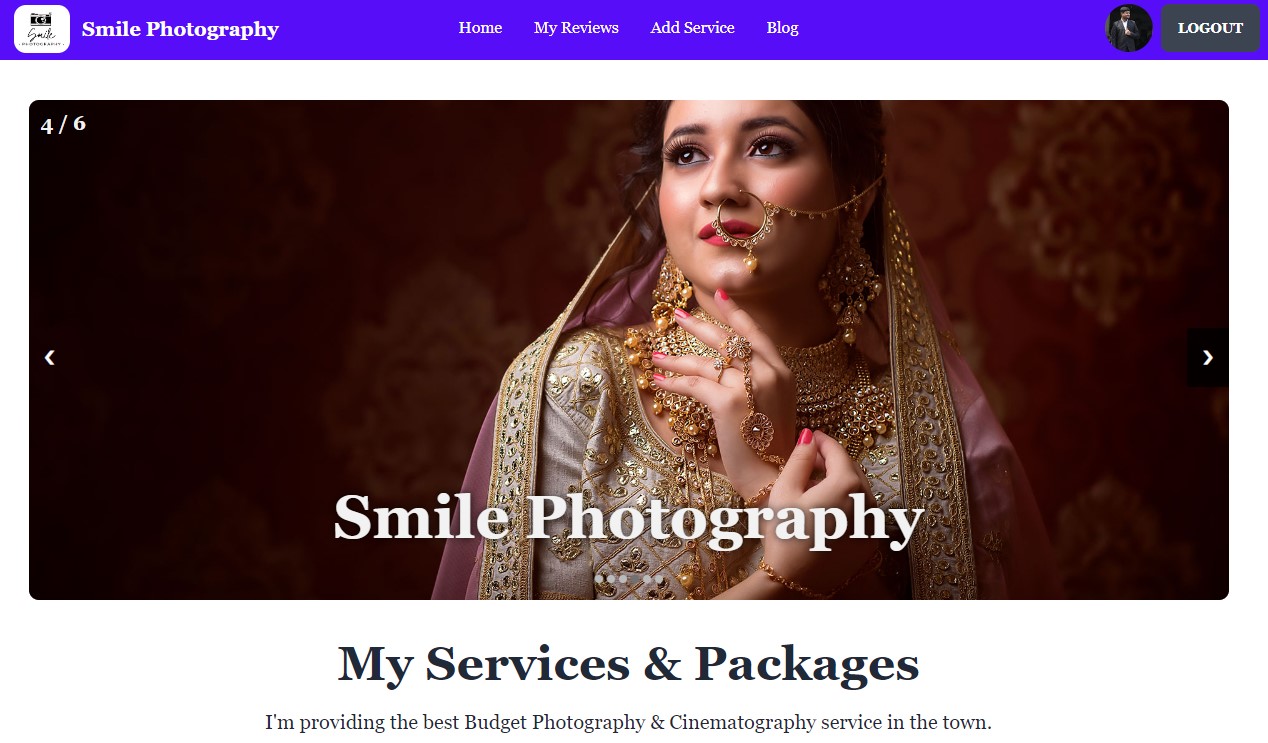 Smile
PHOTOGRAPHY
Smile Photography
Home
My Reviews
Add Service
Blog
LOGOUT
4 / 6
❮
❯
Smile Photography
My Services & Packages
I'm providing the best Budget Photography & Cinematography service in the town.